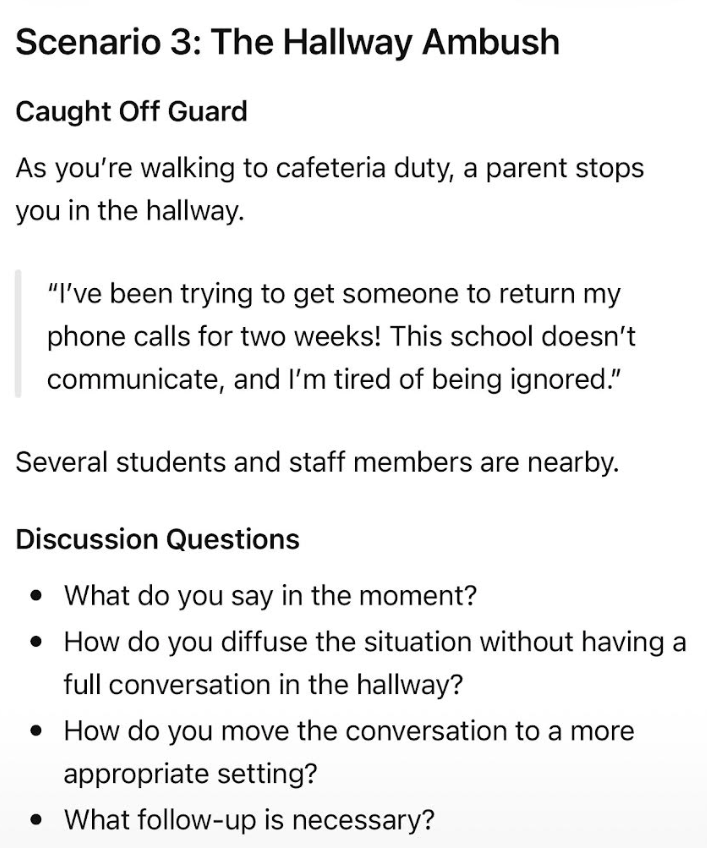 Scenario 3: The Hallway Ambush
Caught Off Guard
As you’re walking to cafeteria duty, a parent stops
you in the hallway.
“I’ve been trying to get someone to return my
phone calls for two weeks! This school doesn’t
communicate, and I’m tired of being ignored.”
Several students and staff members are nearby.
Discussion Questions
• What do you say in the moment?
• How do you diffuse the situation without having a
full conversation in the hallway?
• How do you move the conversation to a more
appropriate setting?
• What follow-up is necessary?